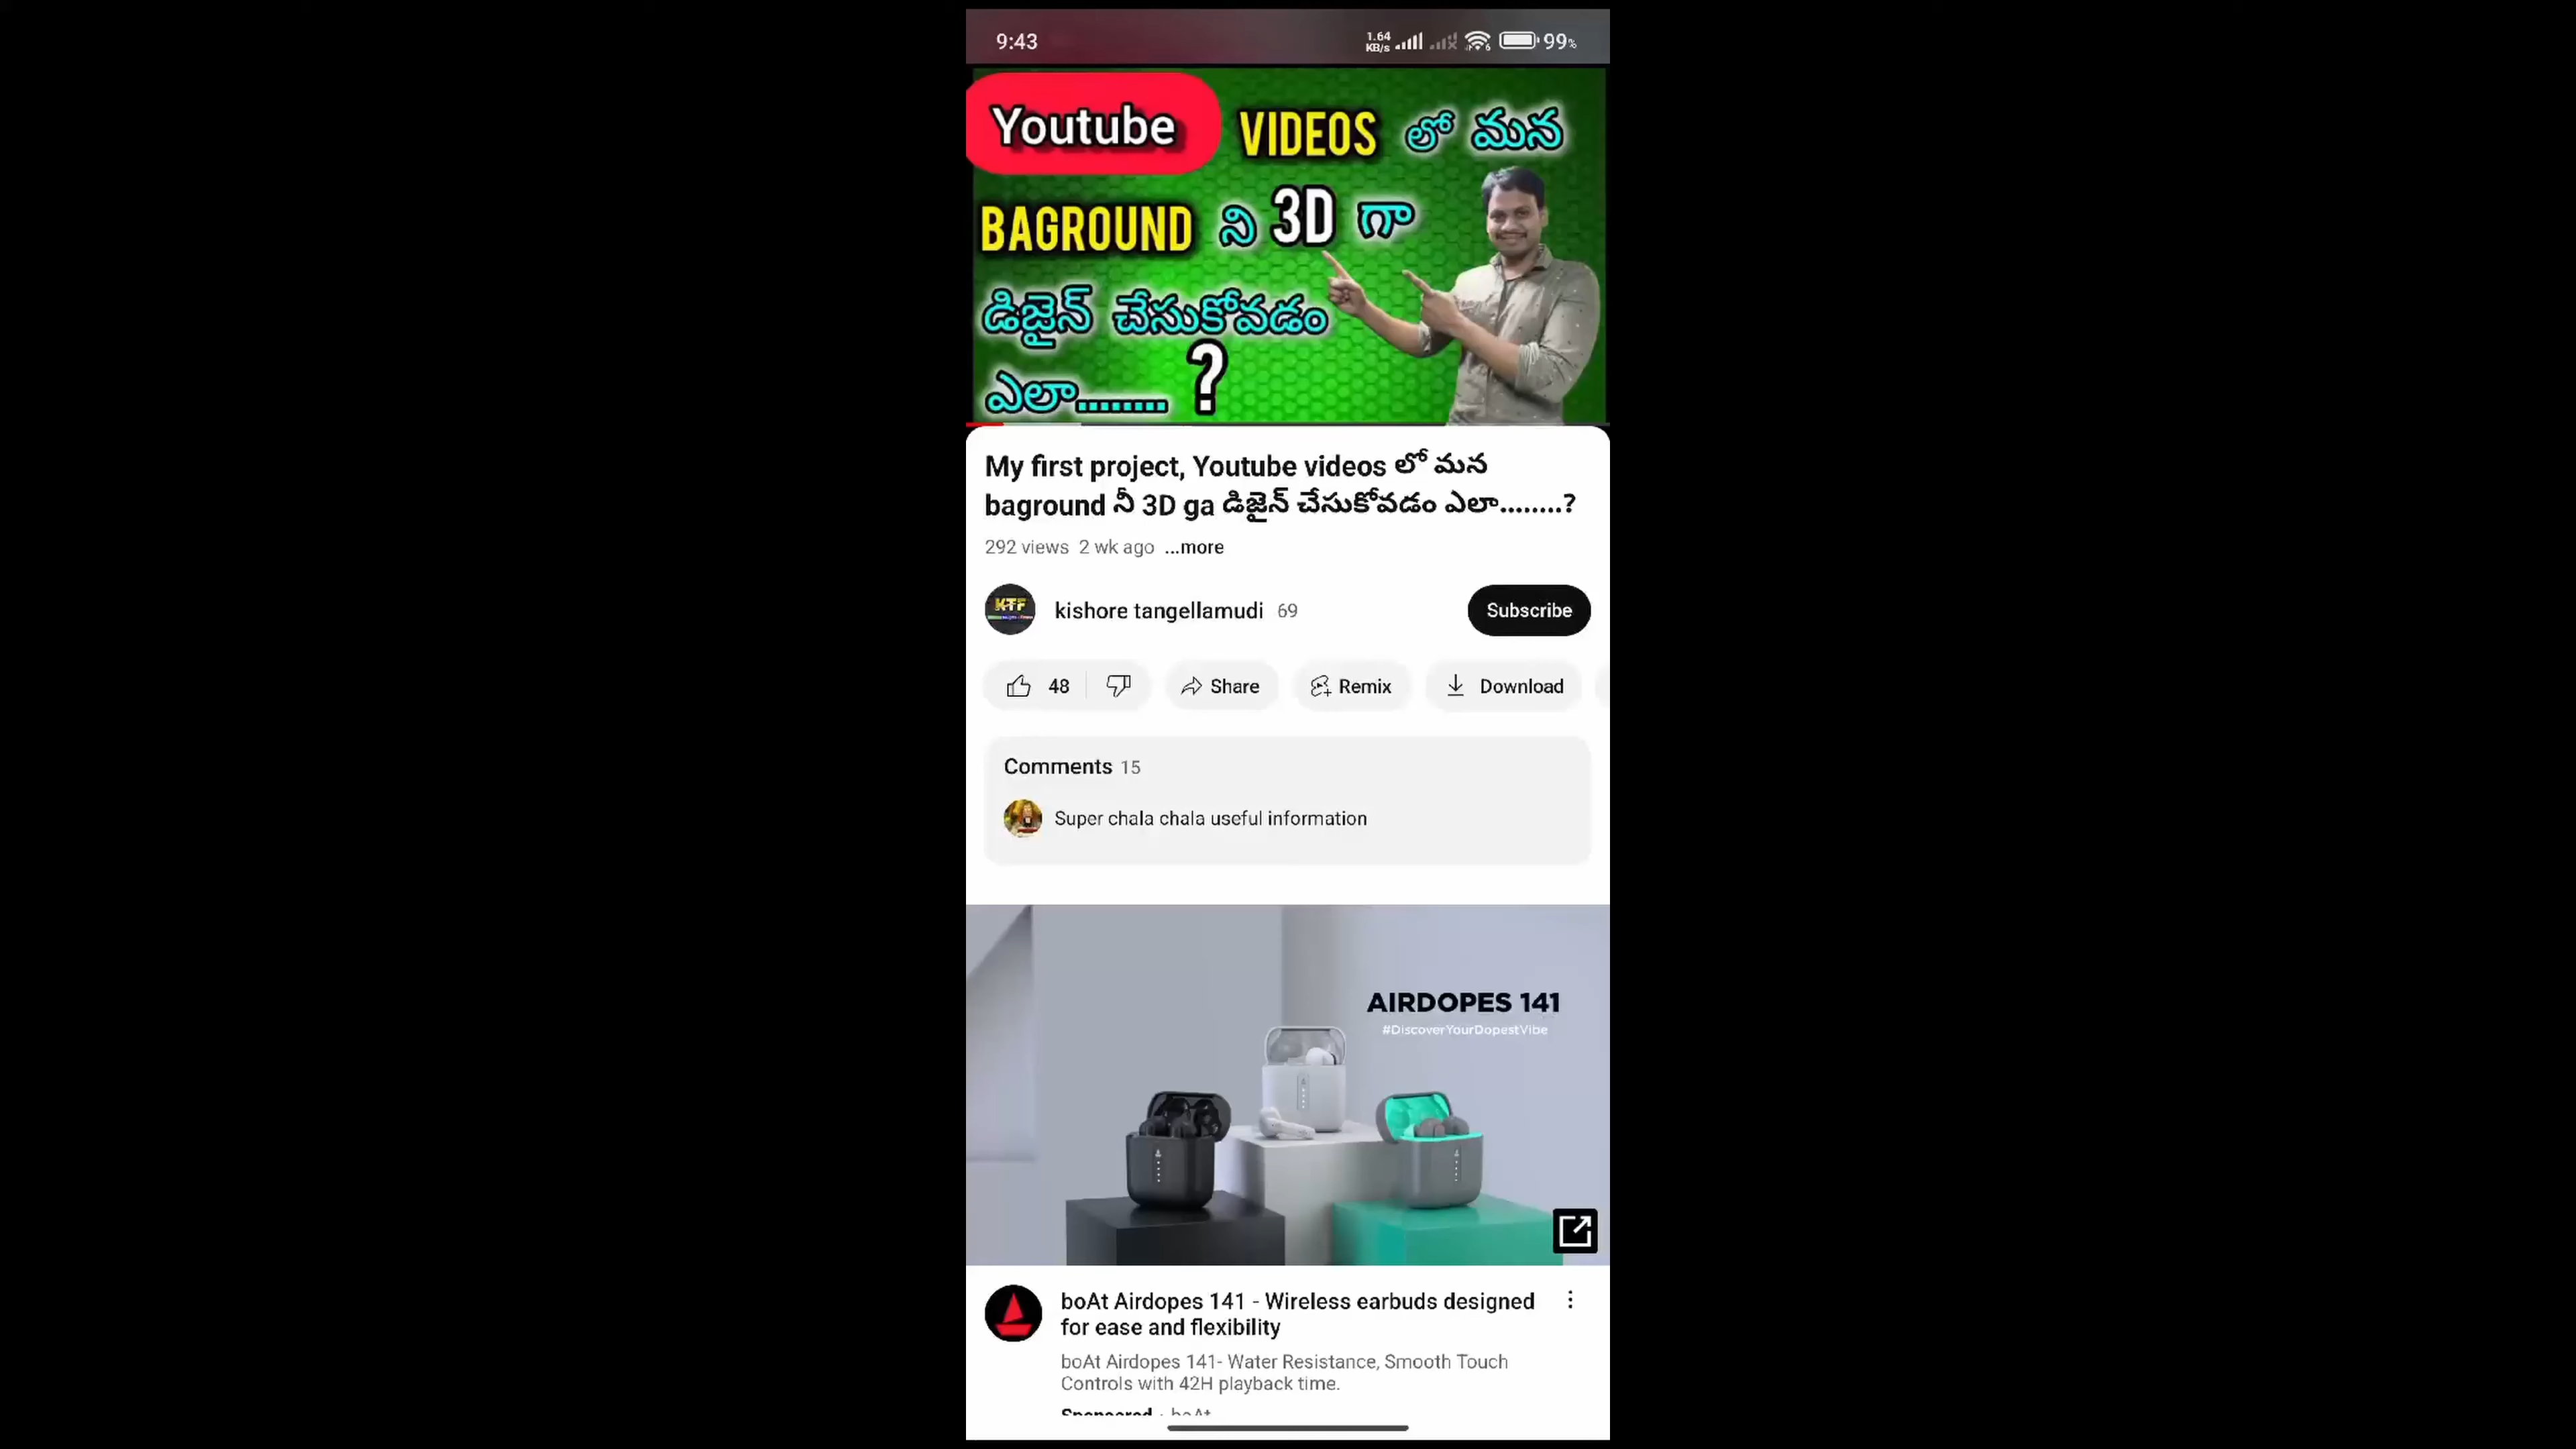 9:43 1.64 KB/s 99%
Youtube VIDEOS లో మన
BAGROUND ని 3D గా
డిజైన్ చేసుకోవడం
ఎలా........ ?
My first project, Youtube videos లో మన
baground నీ 3D ga డిజైన్ చేసుకోవడం ఎలా........?
292 views 2 wk ago ...more
KTF
kishore tangellamudi 69
Subscribe
48 Share Remix Download
Comments 15
Super chala chala useful information
AIRDOPES 141
#DiscoverYourDopestVibe
boAt Airdopes 141 - Wireless earbuds designed
for ease and flexibility
boAt Airdopes 141- Water Resistance, Smooth Touch
Controls with 42H playback time.
Sponsored · boAt